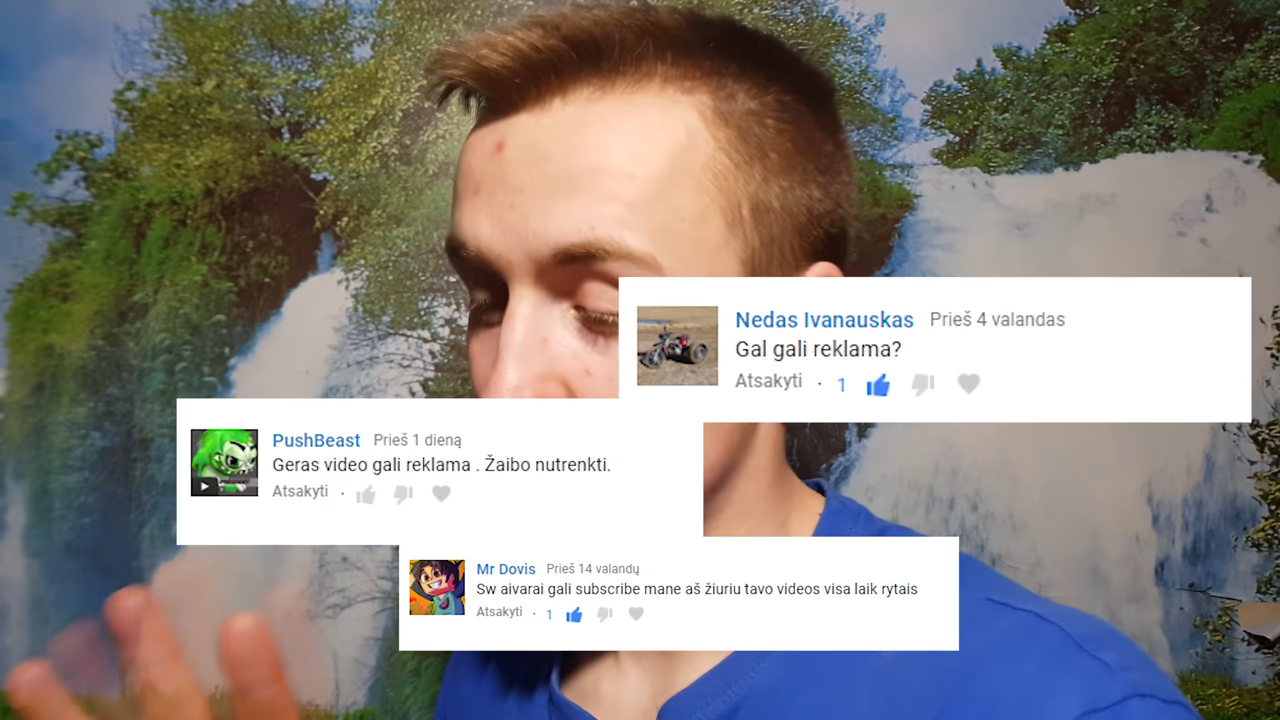 Nedas Ivanauskas Prieš 4 valandas
Gal gali reklama?
Atsakyti · 1
PushBeast Prieš 1 dieną
Geras video gali reklama . Žaibo nutrenkti.
Atsakyti ·
Mr Dovis Prieš 14 valandų
Sw aivarai gali subscribe mane aš žiuriu tavo videos visa laik rytais
Atsakyti · 1